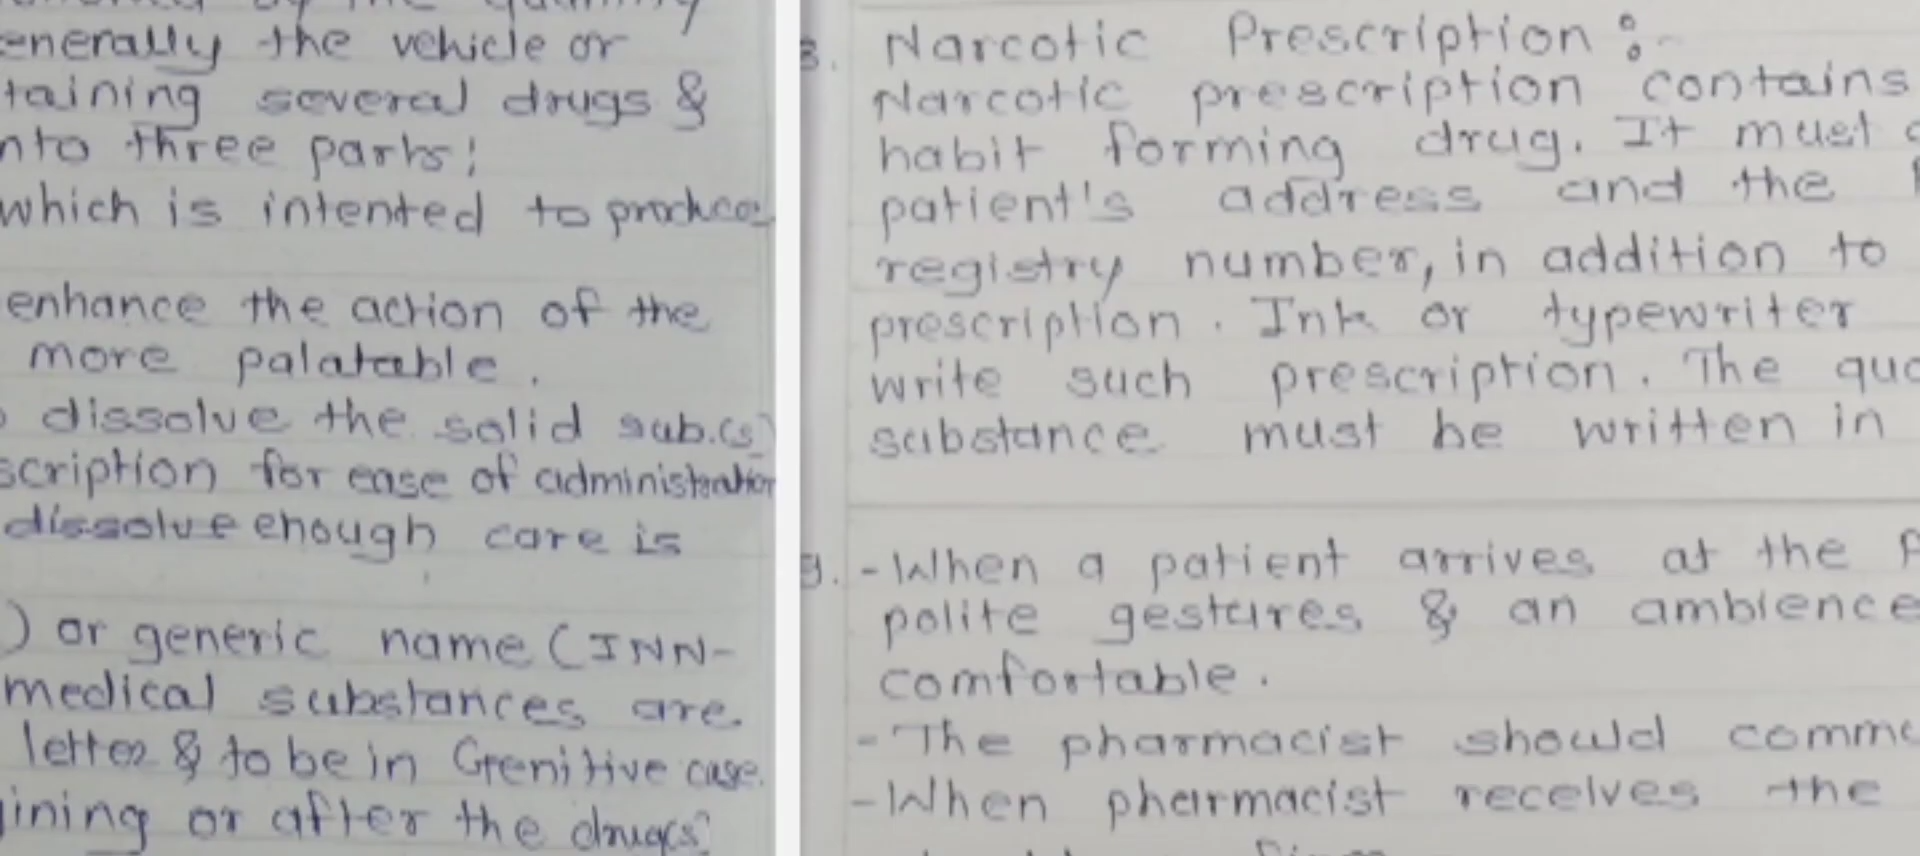 enerally the vehicle or
taining several drugs &
nto three parts;
which is intented to produce
enhance the action of the
more palatable.
dissolve the solid sub.(s)
scription for ease of administration
dissolve enough care is
) or generic name (INN-
medical substances are
letter & to be in Genitive case.
ining or after the drug(s)
3. Narcotic Prescription :-
Narcotic prescription contains
habit forming drug. It must
patient's address and the
registry number, in addition to
prescription. Ink or typewriter
write such prescription. The qua
substance must be written in
9. - When a patient arrives at the
polite gestures & an ambience
comfortable.
- The pharmacist should comm
- When pharmacist receives the